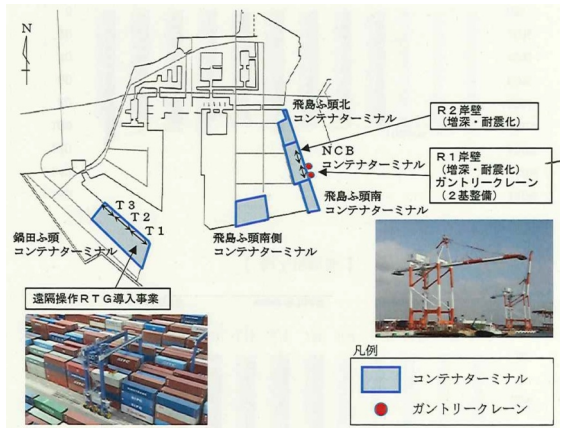 N
飛島ふ頭北
コンテナターミナル
R2岸壁
(増深・耐震化)
NCB
コンテナターミナル
R1岸壁
(増深・耐震化)
ガントリークレーン
(2基整備)
T3
T2
T1
飛島ふ頭南
コンテナターミナル
鍋田ふ頭
コンテナターミナル
飛島ふ頭南側
コンテナターミナル
遠隔操作RTG導入事業
凡例
コンテナターミナル
ガントリークレーン